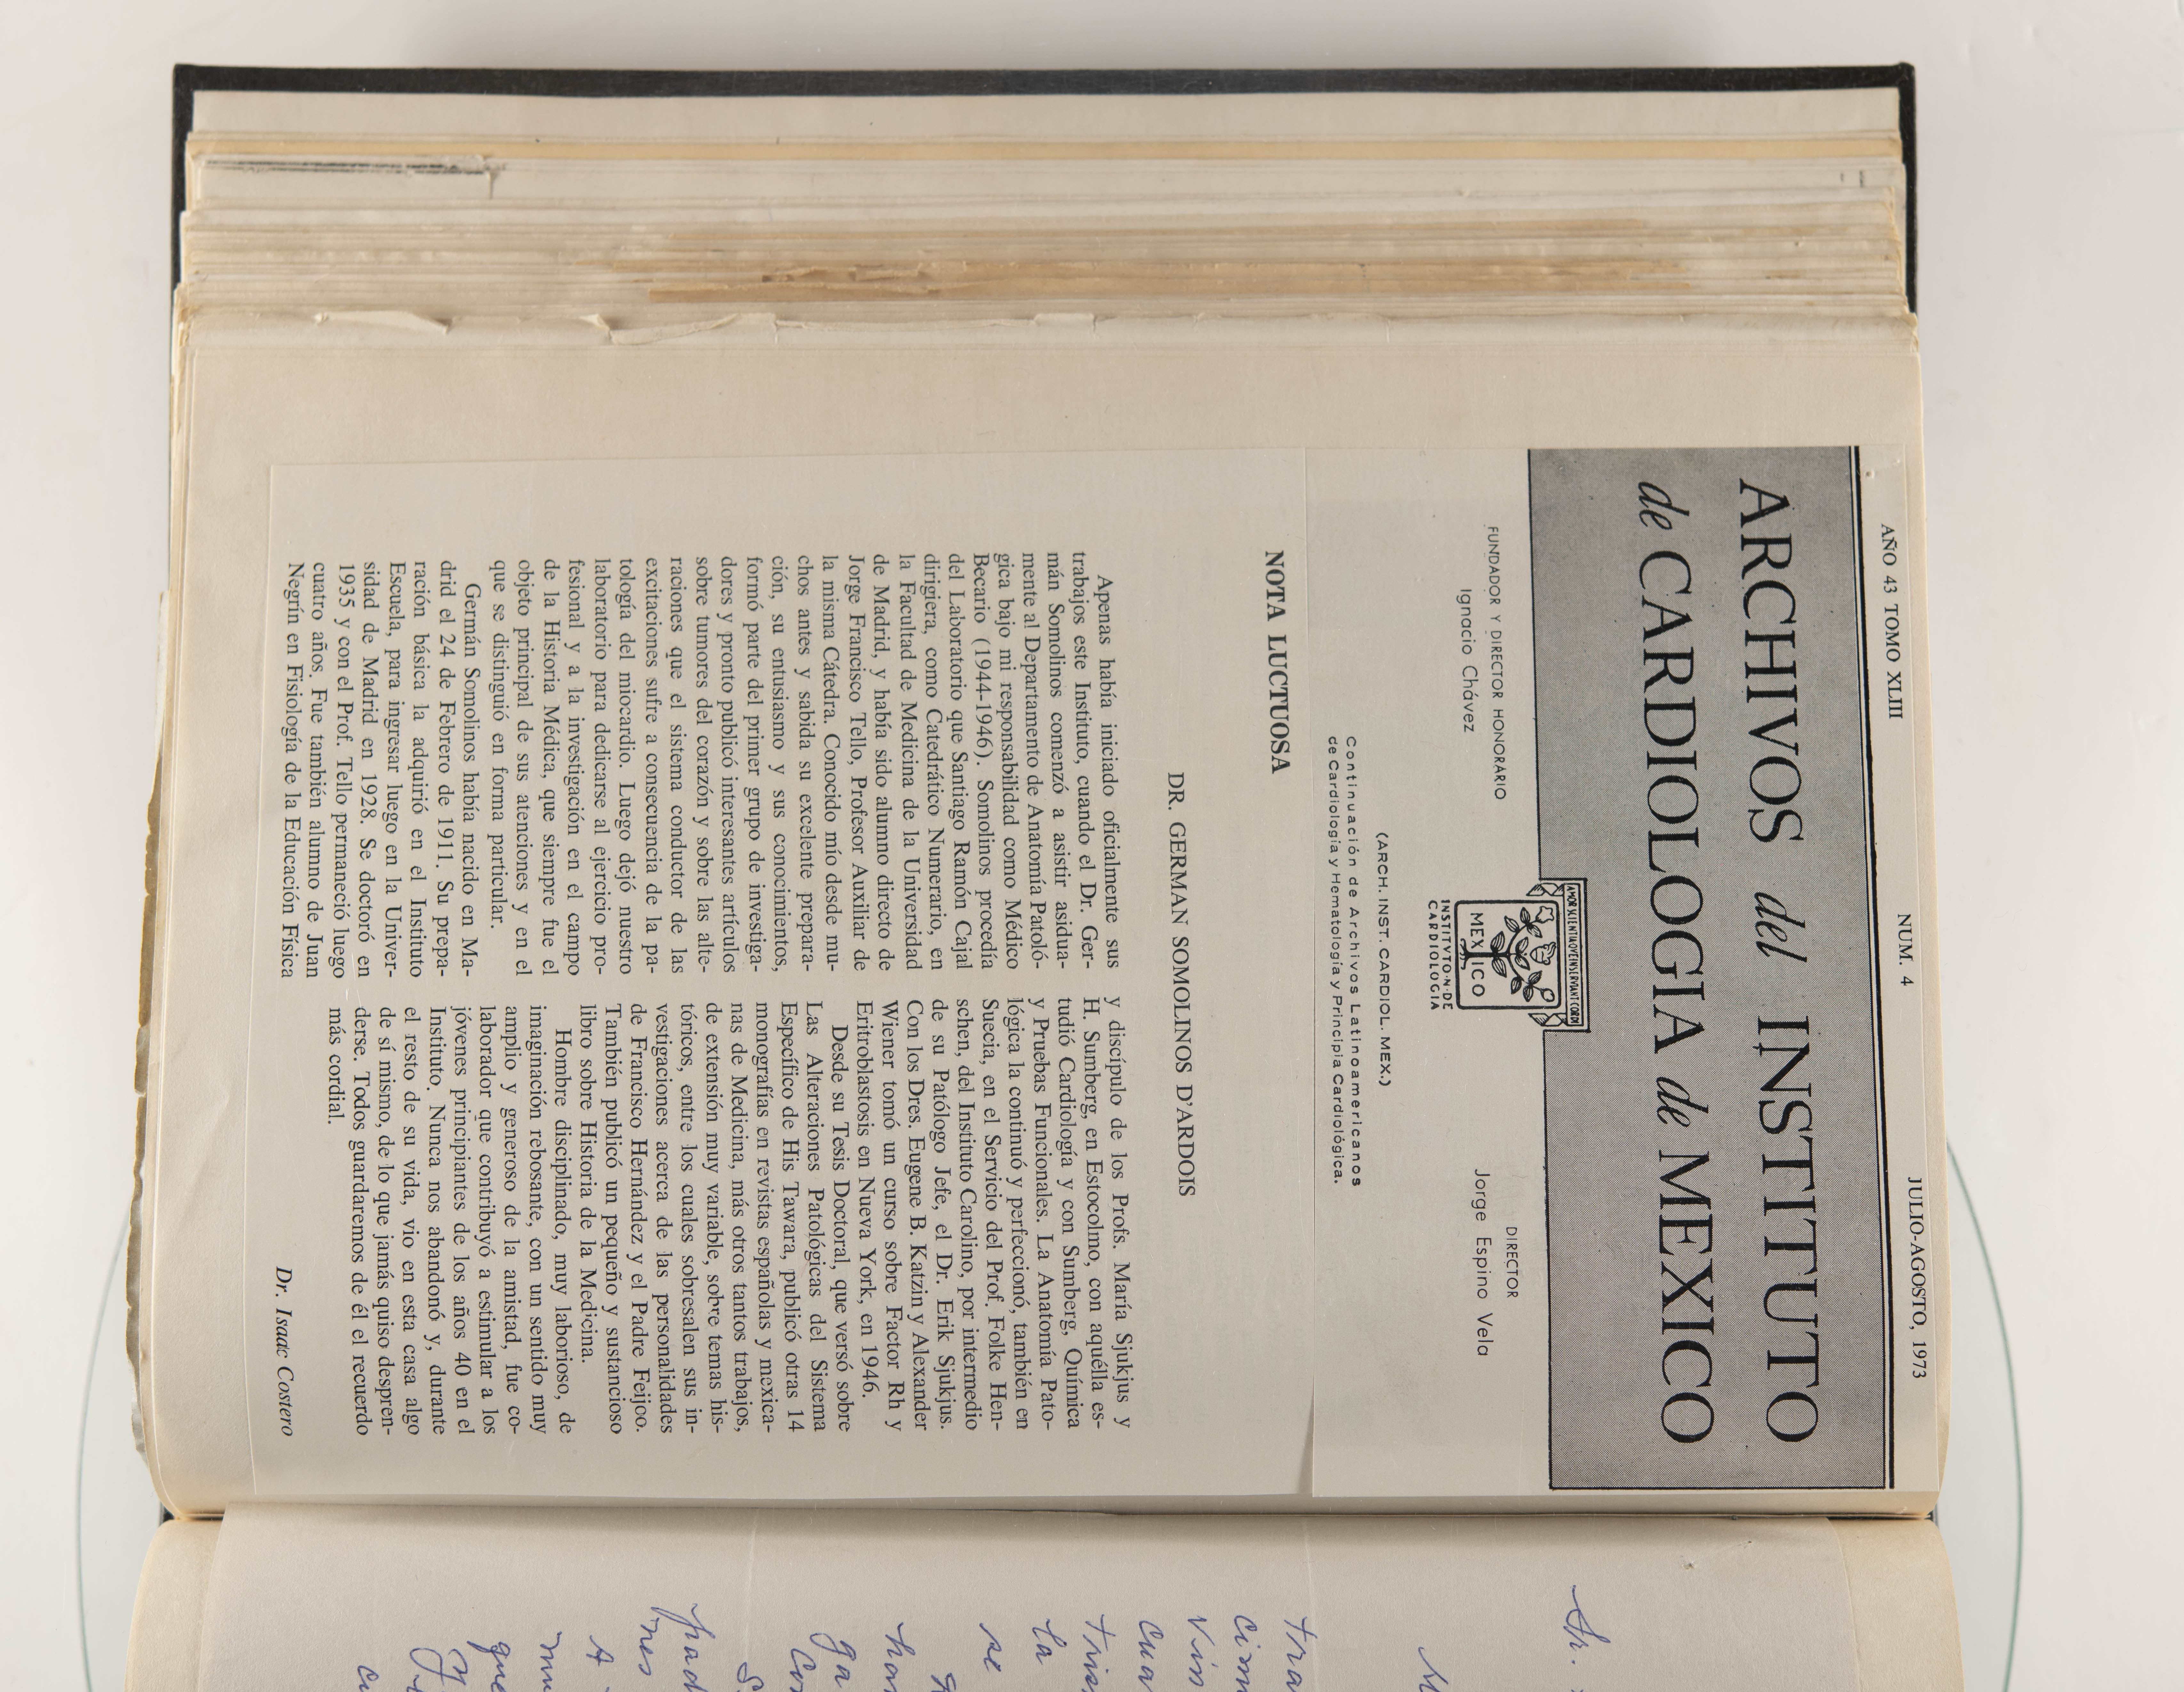 AÑO 43 TOMO XLIII NUM. 4 JULIO-AGOSTO, 1973
ARCHIVOS del INSTITUTO
de CARDIOLOGIA de MEXICO
FUNDADOR Y DIRECTOR HONORARIO
Ignacio Chávez
MEXICO
INSTITVTO·N·DE
CARDIOLOGIA
DIRECTOR
Jorge Espino Vela
(ARCH. INST. CARDIOL. MEX.)
Continuación de Archivos Latinoamericanos
de Cardiología y Hematología y Principia Cardiológica.
NOTA LUCTUOSA
DR. GERMAN SOMOLINOS D'ARDOIS
Apenas había iniciado oficialmente sus
trabajos este Instituto, cuando el Dr. Ger-
mán Somolinos comenzó a asistir asidua-
mente al Departamento de Anatomía Patoló-
gica bajo mi responsabilidad como Médico
Becario (1944-1946). Somolinos procedía
del Laboratorio que Santiago Ramón Cajal
dirigiera, como Catedrático Numerario, en
la Facultad de Medicina de la Universidad
de Madrid, y había sido alumno directo de
Jorge Francisco Tello, Profesor Auxiliar de
la misma Cátedra. Conocido mío desde mu-
chos antes y sabida su excelente prepara-
ción, su entusiasmo y sus conocimientos,
formó parte del primer grupo de investiga-
dores y pronto publicó interesantes artículos
sobre tumores del corazón y sobre las alte-
raciones que el sistema conductor de las
excitaciones sufre a consecuencia de la pa-
tología del miocardio. Luego dejó nuestro
laboratorio para dedicarse al ejercicio pro-
fesional y a la investigación en el campo
de la Historia Médica, que siempre fue el
objeto principal de sus atenciones y en el
que se distinguió en forma particular.
Germán Somolinos había nacido en Ma-
drid el 24 de Febrero de 1911. Su prepa-
ración básica la adquirió en el Instituto
Escuela, para ingresar luego en la Univer-
sidad de Madrid en 1928. Se doctoró en
1935 y con el Prof. Tello permaneció luego
cuatro años. Fue también alumno de Juan
Negrín en Fisiología de la Educación Física
y discípulo de los Profs. María Sjukjus y
H. Sumberg, en Estocolmo, con aquélla es-
tudió Cardiología y con Sumberg, Química
y Pruebas Funcionales. La Anatomía Pato-
lógica la continuó y perfeccionó, también en
Suecia, en el Servicio del Prof. Folke Hen-
schen, del Instituto Carolino, por intermedio
de su Patólogo Jefe, el Dr. Erik Sjukjus.
Con los Dres. Eugene B. Katzin y Alexander
Wiener tomó un curso sobre Factor Rh y
Eritroblastosis en Nueva York, en 1946.
Desde su Tesis Doctoral, que versó sobre
Las Alteraciones Patológicas del Sistema
Específico de His Tawara, publicó otras 14
monografías en revistas españolas y mexica-
nas de Medicina, más otros tantos trabajos,
de extensión muy variable, sobre temas his-
tóricos, entre los cuales sobresalen sus in-
vestigaciones acerca de las personalidades
de Francisco Hernández y el Padre Feijoo.
También publicó un pequeño y sustancioso
libro sobre Historia de la Medicina.
Hombre disciplinado, muy laborioso, de
imaginación rebosante, con un sentido muy
amplio y generoso de la amistad, fue co-
laborador que contribuyó a estimular a los
jóvenes principiantes de los años 40 en el
Instituto. Nunca nos abandonó y, durante
el resto de su vida, vio en esta casa algo
de sí mismo, de lo que jamás quiso despren-
derse. Todos guardaremos de él el recuerdo
más cordial.
Dr. Isaac Costero
Sr.
M
tra
cim
vin
cua
la
se
ga
nes
A
que
cu